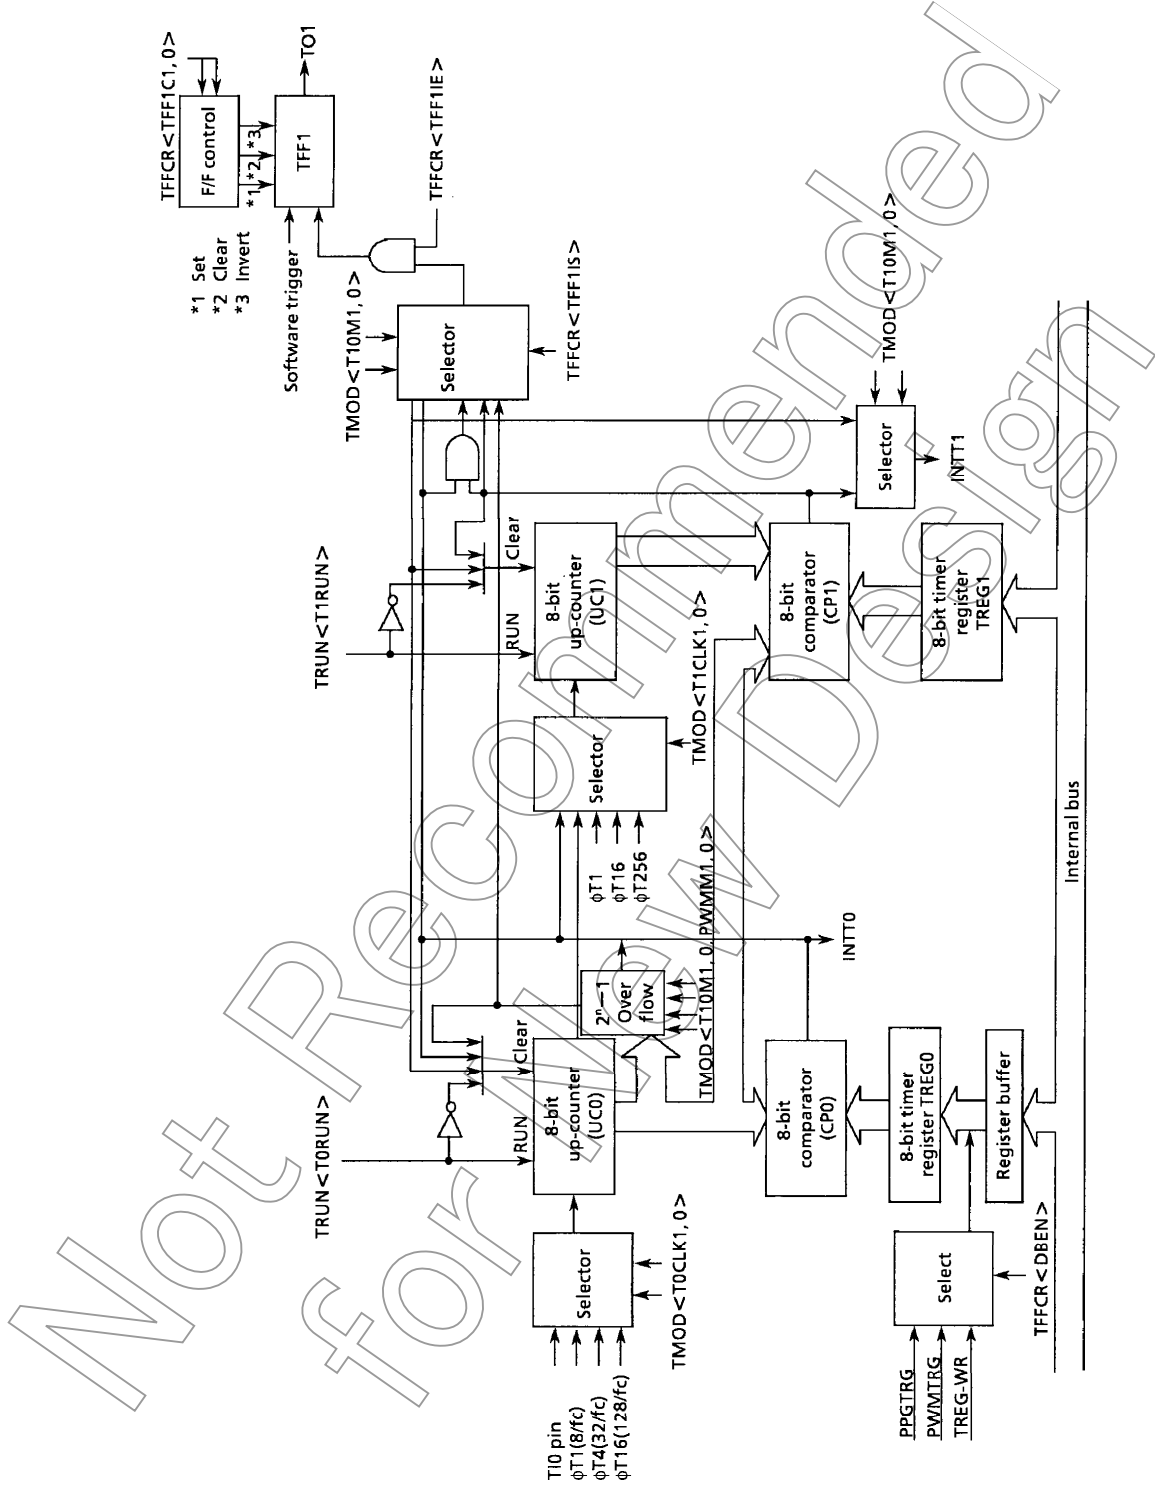 TI0 pin
φT1(8/fc)
φT4(32/fc)
φT16(128/fc)
Selector
TMOD<T0CLK1, 0>
TRUN<T0RUN>
RUN
Clear
8-bit
up-counter
(UC0)
2ⁿ—1
Over
flow
TMOD<T10M1, 0, PWMM1, 0>
INTT0
8-bit
comparator
(CP0)
8-bit timer
register TREG0
Register buffer
PPGTRG
PWMTRG
TREG-WR
Select
TFFCR<DBEN>
φT1
φT16
φT256
Selector
TMOD<T1CLK1, 0>
TRUN<T1RUN>
RUN
Clear
8-bit
up-counter
(UC1)
8-bit
comparator
(CP1)
8-bit timer
register
TREG1
Internal bus
TMOD<T10M1, 0>
Selector
TFFCR<TFF1IS>
Selector
TMOD<T10M1, 0>
INTT1
Software trigger
*1 Set
*2 Clear
*3 Invert
TFFCR<TFF1C1, 0>
F/F control
*1 *2 *3
TFF1
TO1
TFFCR<TFF1IE>
Not Recommended
for New Design